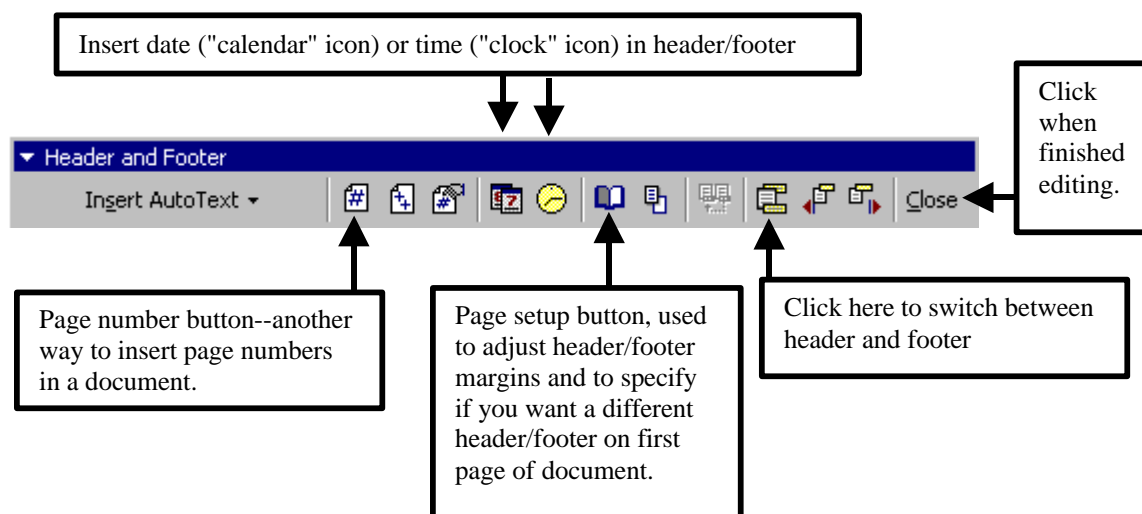 Insert date ("calendar" icon) or time ("clock" icon) in header/footer
Click
when
finished
editing.
Header and Footer
Insert AutoText
Close
Page number button--another
way to insert page numbers
in a document.
Page setup button, used
to adjust header/footer
margins and to specify
if you want a different
header/footer on first
page of document.
Click here to switch between
header and footer